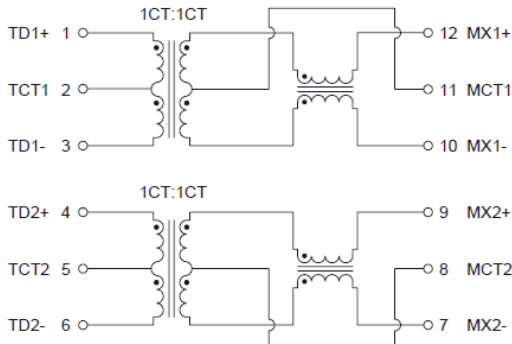 1CT:1CT
TD1+ 1 12 MX1+
TCT1 2 11 MCT1
TD1- 3 10 MX1-
1CT:1CT
TD2+ 4 9 MX2+
TCT2 5 8 MCT2
TD2- 6 7 MX2-